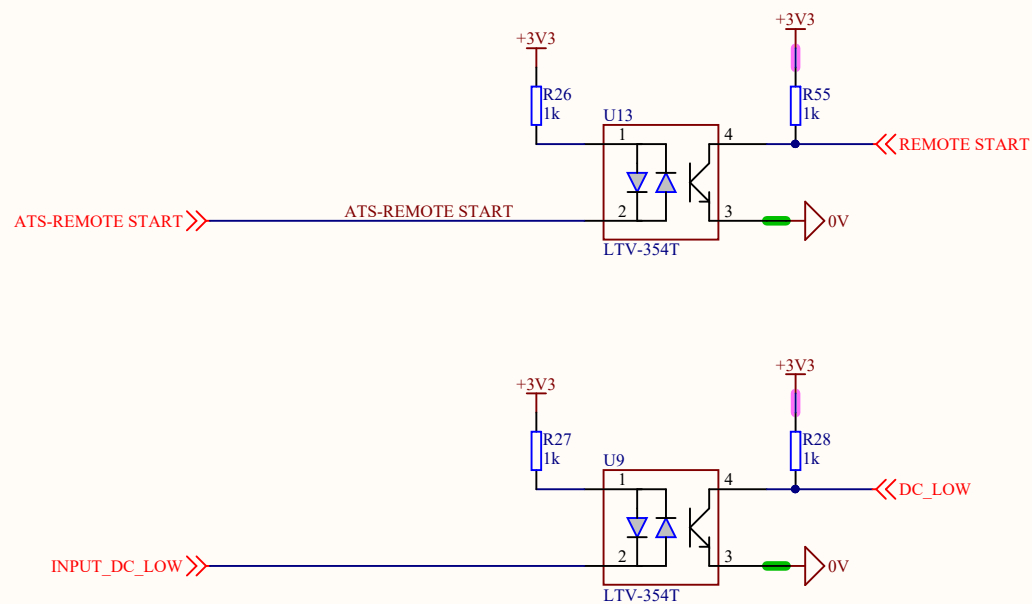 +3V3
+3V3
R26
1k
R55
1k
U13
1
4
REMOTE START
ATS-REMOTE START
ATS-REMOTE START
2
3
0V
LTV-354T
+3V3
+3V3
R27
1k
R28
1k
U9
1
4
DC_LOW
INPUT_DC_LOW
2
3
0V
LTV-354T